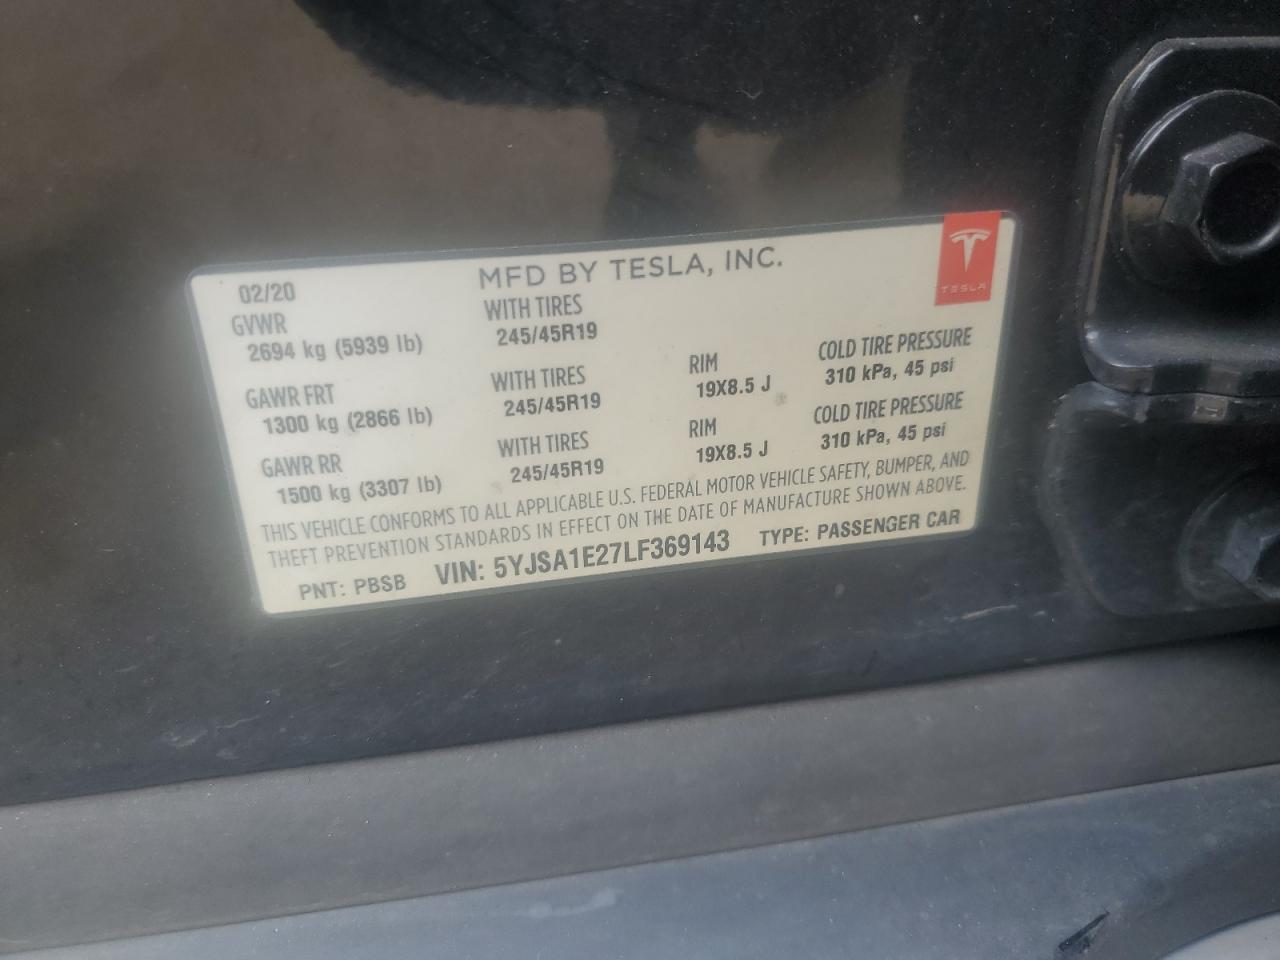 MFD BY TESLA, INC.
TESLA
02/20
GVWR WITH TIRES
2694 kg (5939 lb) 245/45R19
GAWR FRT WITH TIRES RIM COLD TIRE PRESSURE
1300 kg (2866 lb) 245/45R19 19X8.5 J 310 kPa, 45 psi
GAWR RR WITH TIRES RIM COLD TIRE PRESSURE
1500 kg (3307 lb) 245/45R19 19X8.5 J 310 kPa, 45 psi
THIS VEHICLE CONFORMS TO ALL APPLICABLE U.S. FEDERAL MOTOR VEHICLE SAFETY, BUMPER, AND
THEFT PREVENTION STANDARDS IN EFFECT ON THE DATE OF MANUFACTURE SHOWN ABOVE.
PNT: PBSB VIN: 5YJSA1E27LF369143 TYPE: PASSENGER CAR